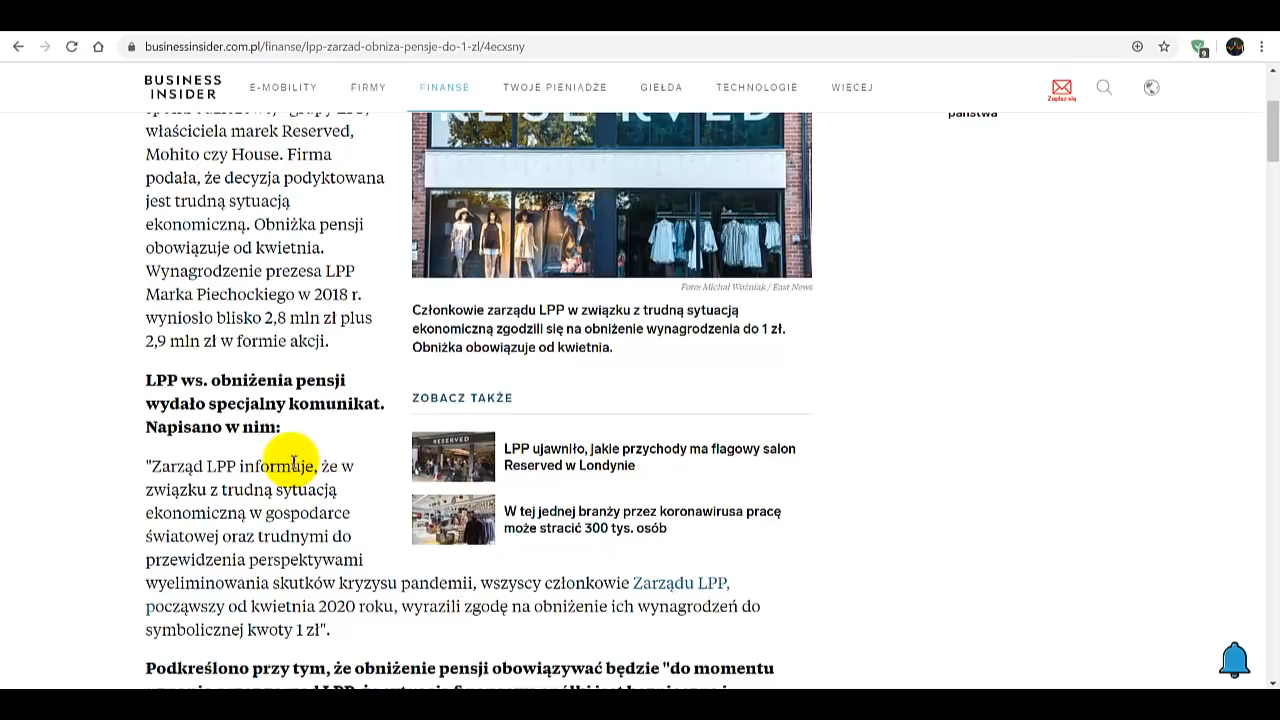 businessinsider.com.pl/finanse/lpp-zarzad-obniza-pensje-do-1-zl/4ecxsny
9
BUSINESS
INSIDER
E-MOBILITY
FIRMY
FINANSE
TWOJE PIENIĄDZE
GIEŁDA
TECHNOLOGIE
WIĘCEJ
Zapisz się
państwa
właściciela marek Reserved,
Mohito czy House. Firma
podała, że decyzja podyktowana
jest trudną sytuacją
ekonomiczną. Obniżka pensji
obowiązuje od kwietnia.
Wynagrodzenie prezesa LPP
Marka Piechockiego w 2018 r.
wyniosło blisko 2,8 mln zł plus
2,9 mln zł w formie akcji.
LPP ws. obniżenia pensji
wydało specjalny komunikat.
Napisano w nim:
"Zarząd LPP informuje, że w
związku z trudną sytuacją
ekonomiczną w gospodarce
światowej oraz trudnymi do
przewidzenia perspektywami
wyeliminowania skutków kryzysu pandemii, wszyscy członkowie Zarządu LPP,
począwszy od kwietnia 2020 roku, wyrazili zgodę na obniżenie ich wynagrodzeń do
symbolicznej kwoty 1 zł".
Podkreślono przy tym, że obniżenie pensji obowiązywać będzie "do momentu
RESERVED
Foto: Michal Woźniak / East News
Członkowie zarządu LPP w związku z trudną sytuacją
ekonomiczną zgodzili się na obniżenie wynagrodzenia do 1 zł.
Obniżka obowiązuje od kwietnia.
ZOBACZ TAKŻE
RESERVED
LPP ujawniło, jakie przychody ma flagowy salon
Reserved w Londynie
W tej jednej branży przez koronawirusa pracę
może stracić 300 tys. osób